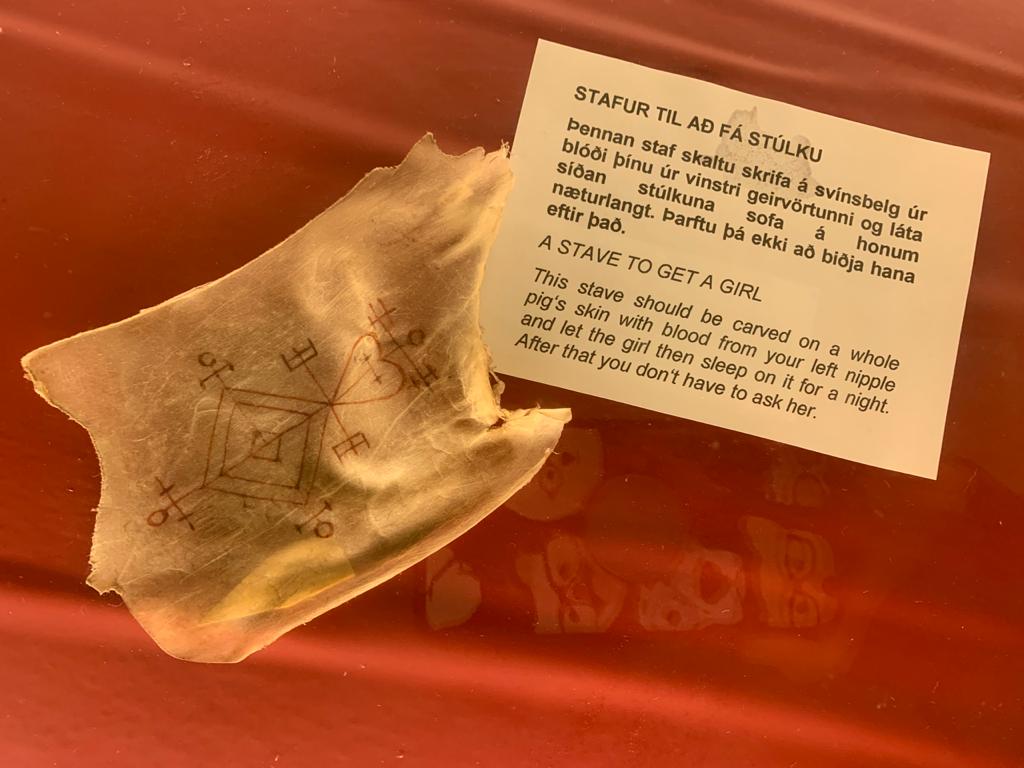 STAFUR TIL AÐ FÁ STÚLKU
Þennan staf skaltu skrifa á svínsbelg úr
blóði þínu úr vinstri geirvörtunni og láta
síðan stúlkuna sofa á honum
næturlangt. Þarftu þá ekki að biðja hana
eftir það.
A STAVE TO GET A GIRL
This stave should be carved on a whole
pig's skin with blood from your left nipple
and let the girl then sleep on it for a night.
After that you don't have to ask her.